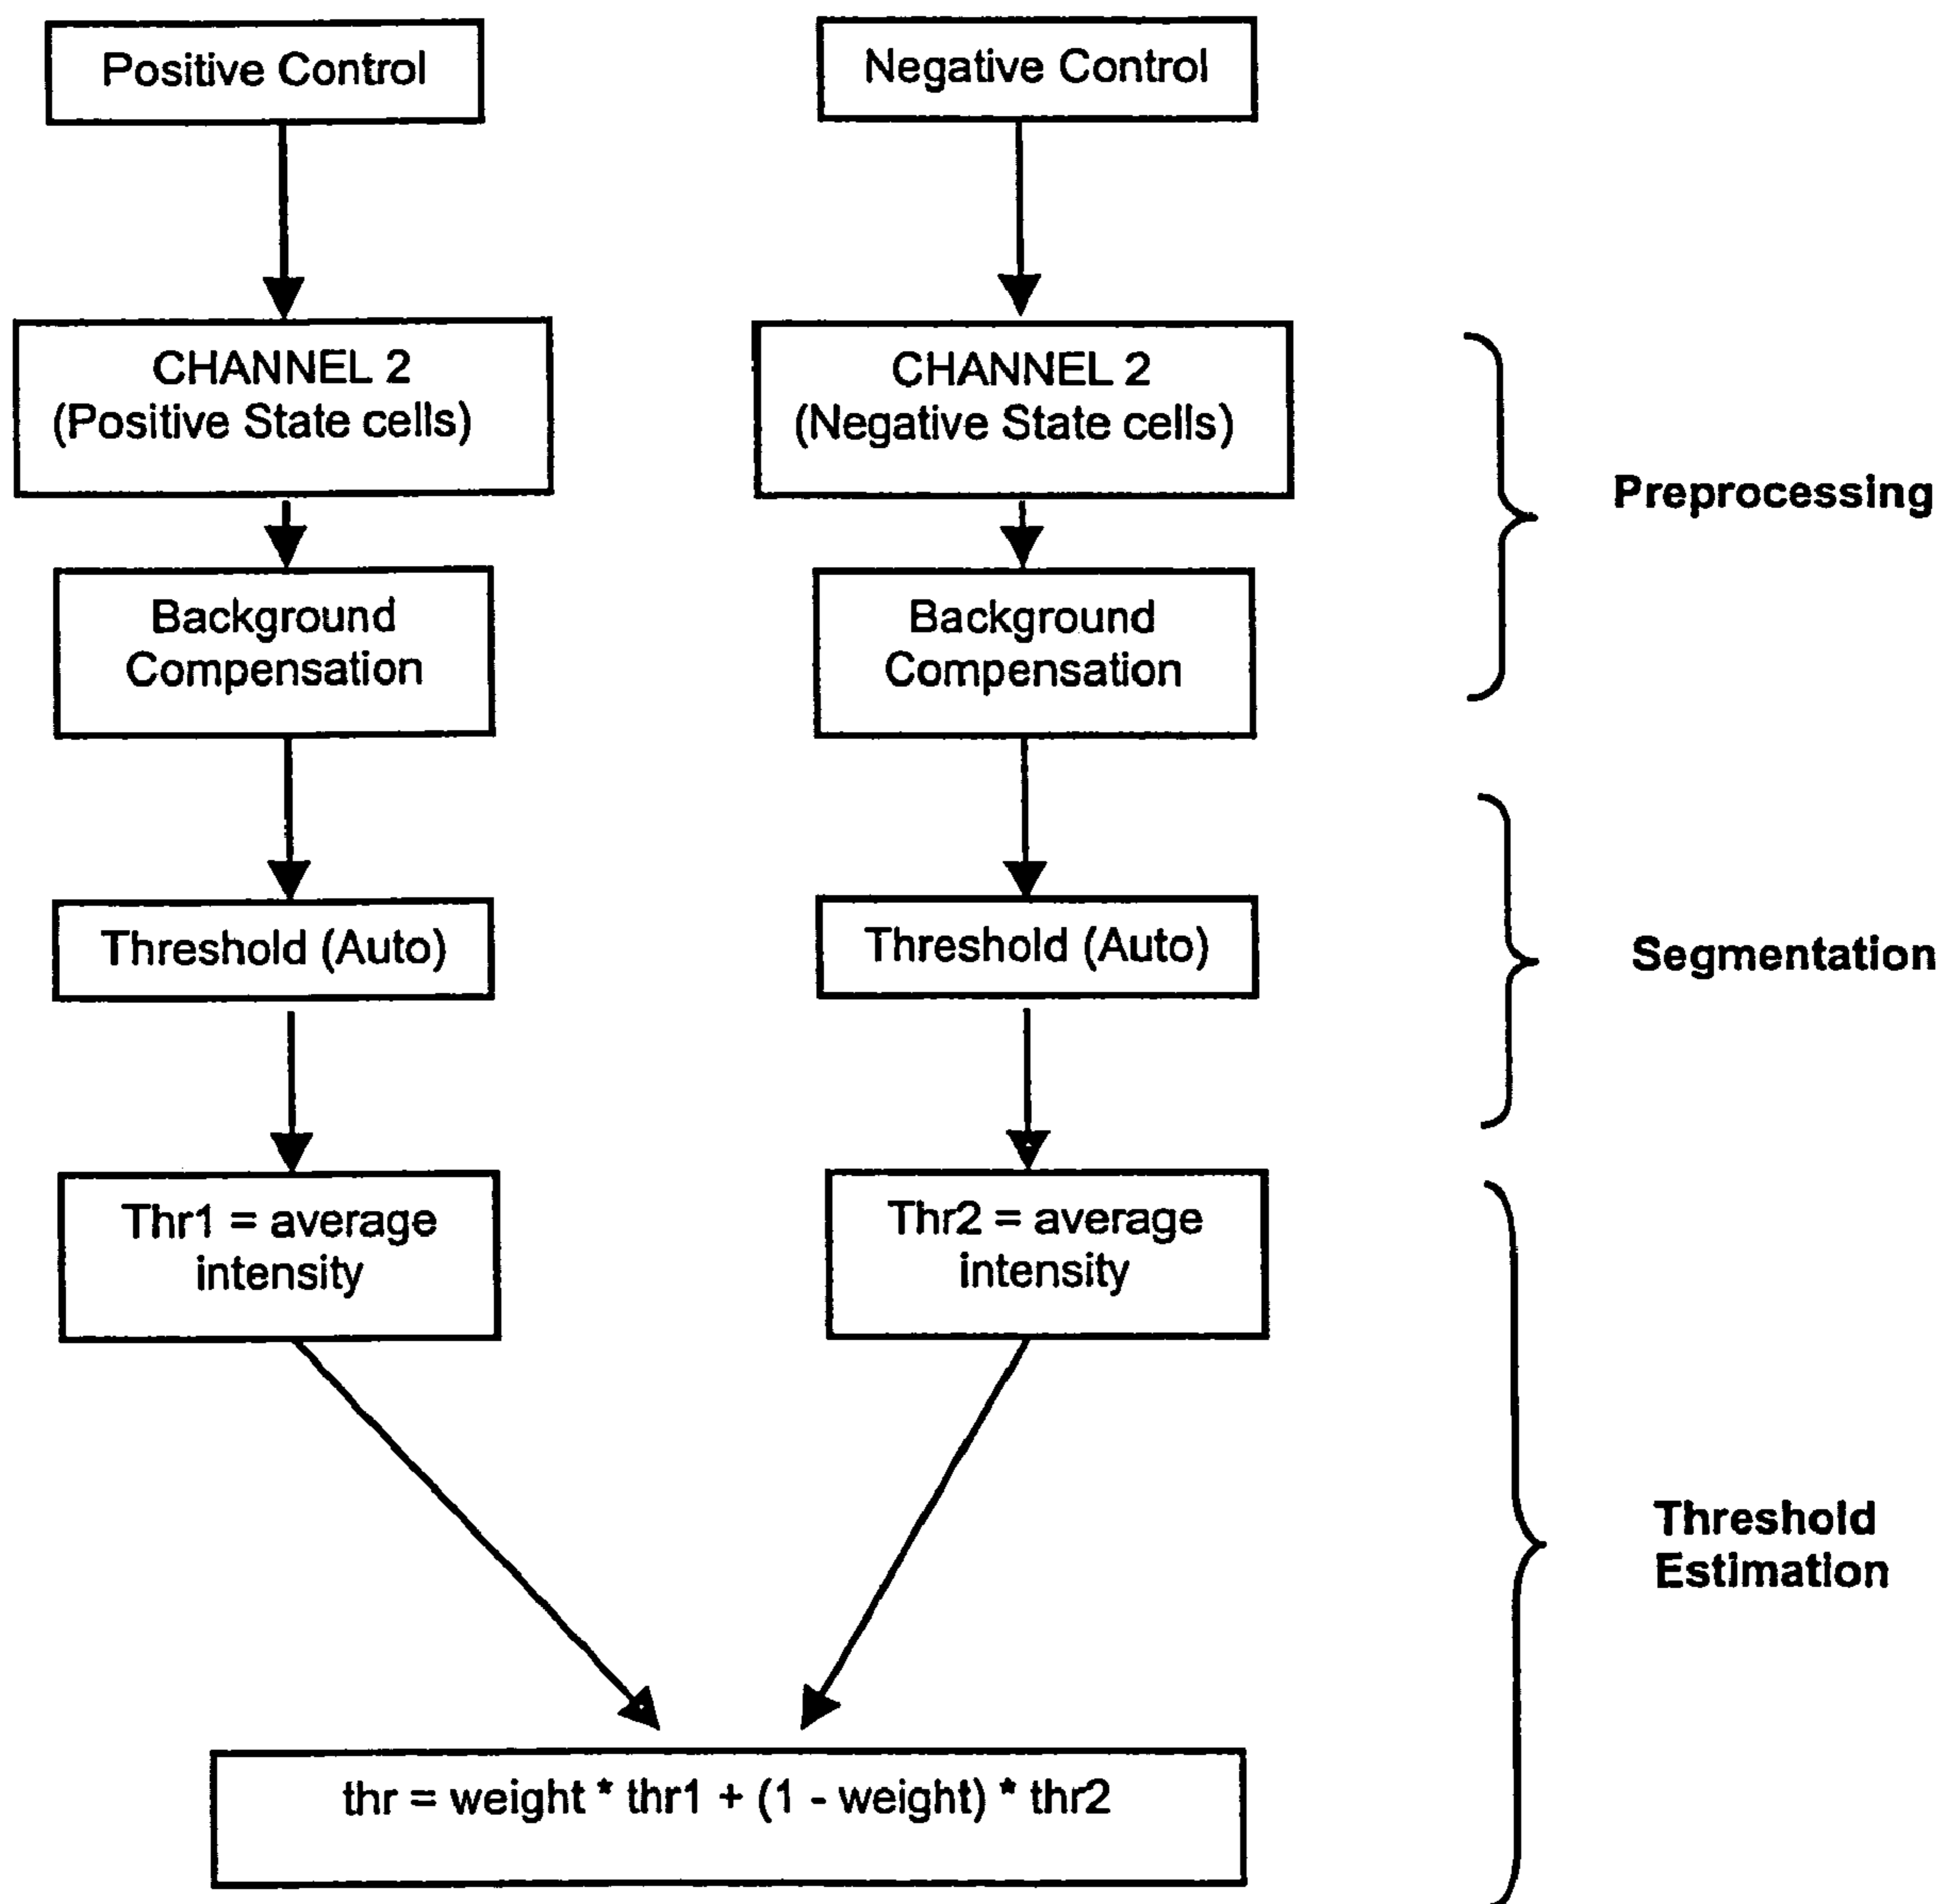 Positive Control
Negative Control
CHANNEL 2
(Positive State cells)
CHANNEL 2
(Negative State cells)
Preprocessing
Background
Compensation
Background
Compensation
Threshold (Auto)
Threshold (Auto)
Segmentation
Thr1 = average
intensity
Thr2 = average
intensity
Threshold
Estimation
thr = weight * thr1 + (1 - weight) * thr2